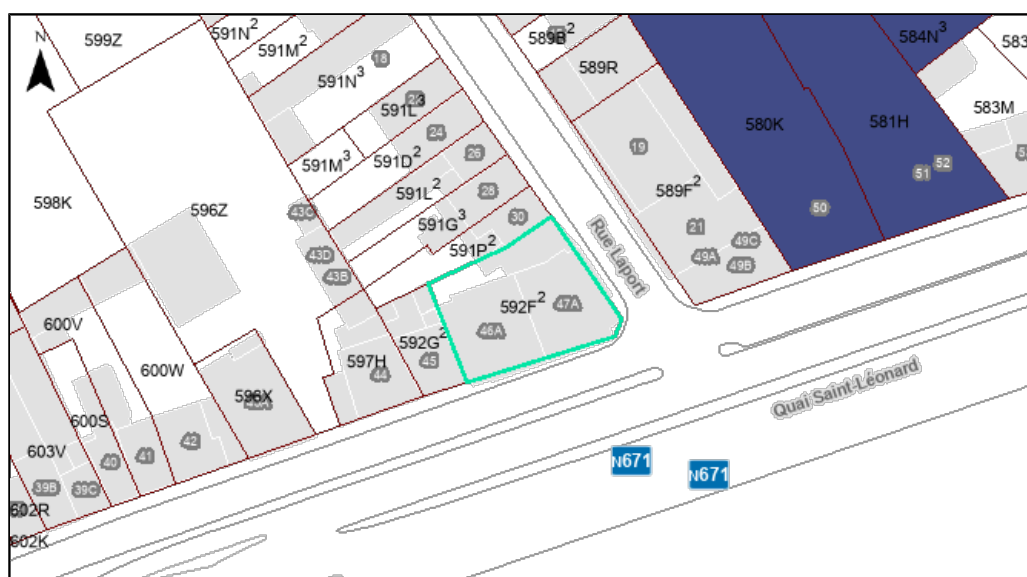 N
599Z
591N²
591M²
591N³
18
589B²
589R
584N³
583
583M
591L³
24
26
591M³
591D²
28
591L²
30
591G³
591P²
19
589F²
21
49C
49A
49B
580K
581H
52
51
50
598K
596Z
43C
43D
43B
Rue Laport
592F²
47A
46A
592G²
45
597H
44
600V
600W
596X
600S
42
41
40
603V
39B
39C
602R
602K
Quai Saint-Léonard
N671
N671